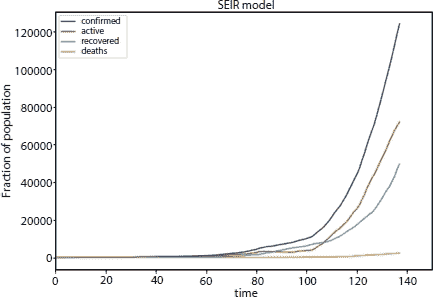 SEIR model
confirmed
active
recovered
deaths
Fraction of population
120000
100000
80000
60000
40000
20000
0
0 20 40 60 80 100 120 140
time